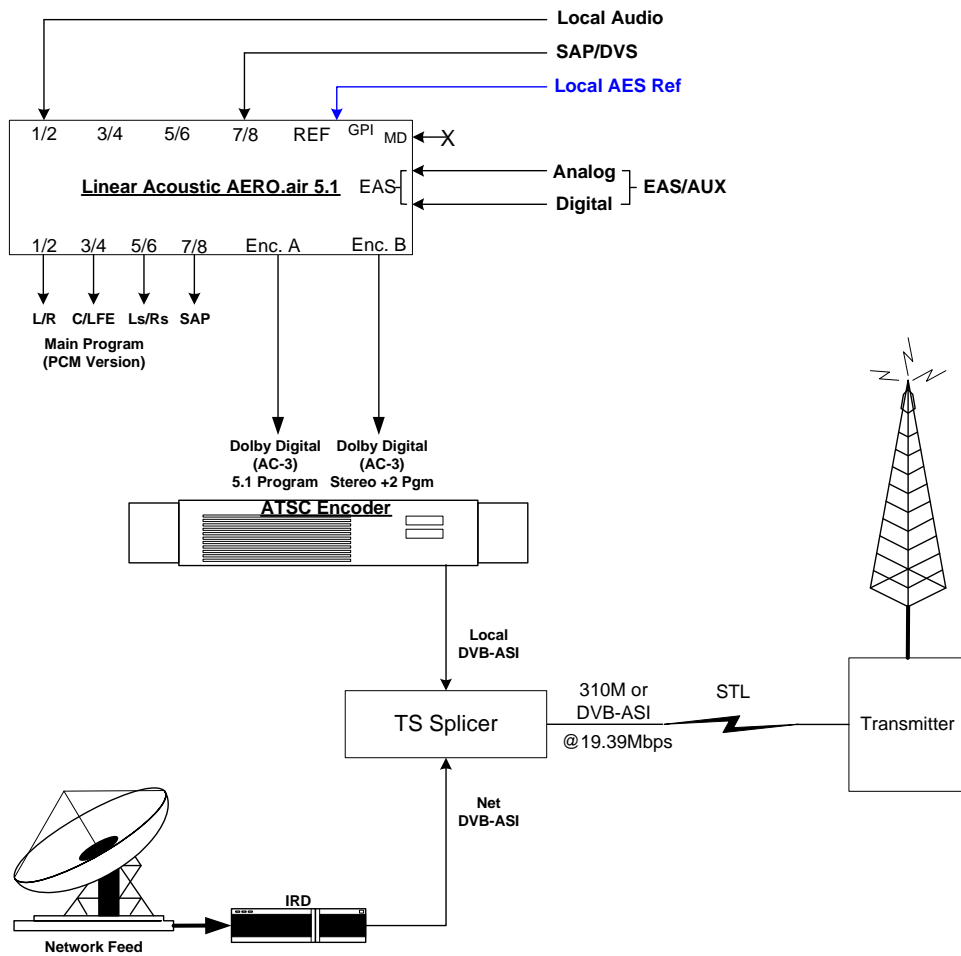 Local Audio
SAP/DVS
Local AES Ref
1/2 3/4 5/6 7/8 REF GPI MD X
Linear Acoustic AERO.air 5.1
EAS
Analog
Digital
EAS/AUX
1/2 3/4 5/6 7/8 Enc. A Enc. B
L/R C/LFE Ls/Rs SAP
Main Program
(PCM Version)
Dolby Digital
(AC-3)
5.1 Program
Dolby Digital
(AC-3)
Stereo +2 Pgm
ATSC Encoder
Local
DVB-ASI
TS Splicer
310M or
DVB-ASI
@19.39Mbps
STL
Transmitter
Net
DVB-ASI
IRD
Network Feed